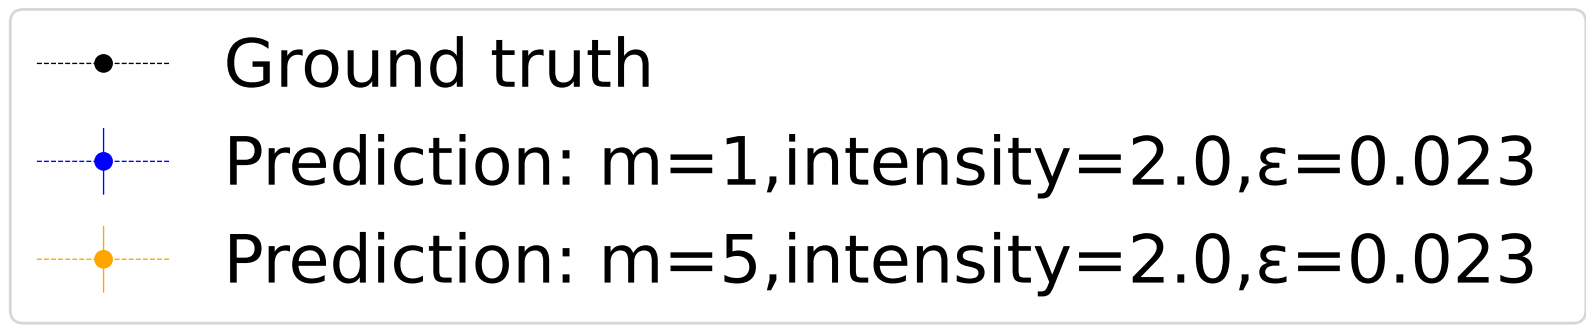 Ground truth
Prediction: m=1,intensity=2.0,ε=0.023
Prediction: m=5,intensity=2.0,ε=0.023